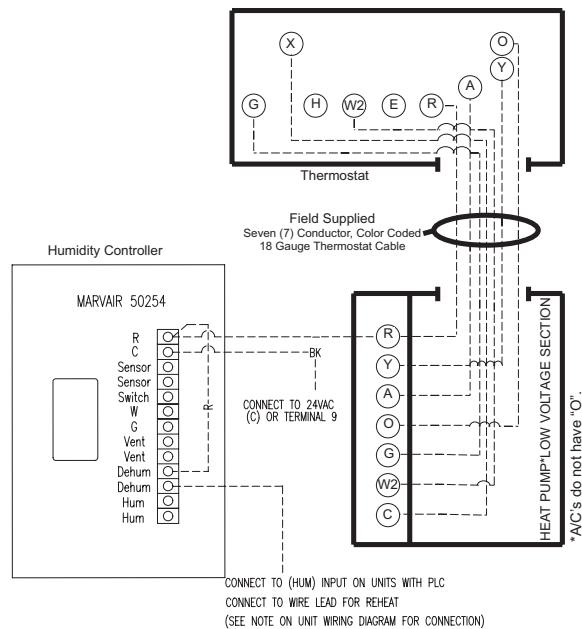 X
O
Y
A
G
H
W2
E
R
Thermostat
Field Supplied
Seven (7) Conductor, Color Coded
18 Gauge Thermostat Cable
Humidity Controller
MARVAIR 50254
R
C
Sensor
Sensor
Switch
W
G
Vent
Vent
Dehum
Dehum
Hum
Hum
R
BK
CONNECT TO 24VAC
(C) OR TERMINAL 9
R
Y
A
O
G
W2
C
HEAT PUMP*LOW VOLTAGE SECTION
*A/C's do not have “O”.
CONNECT TO (HUM) INPUT ON UNITS WITH PLC
CONNECT TO WIRE LEAD FOR REHEAT
(SEE NOTE ON UNIT WIRING DIAGRAM FOR CONNECTION)